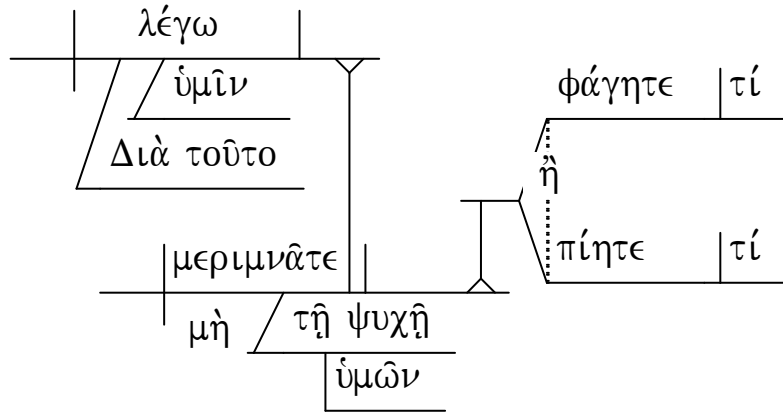 λέγω
ὑμῖν
Διὰ τοῦτο
φάγητε τί
ἢ
πίητε τί
μεριμνᾶτε
μὴ τῇ ψυχῇ
ὑμῶν